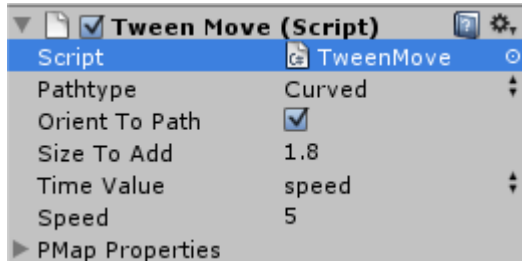 Tween Move (Script)
Script C# TweenMove
Pathtype Curved
Orient To Path
Size To Add 1.8
Time Value speed
Speed 5
PMap Properties